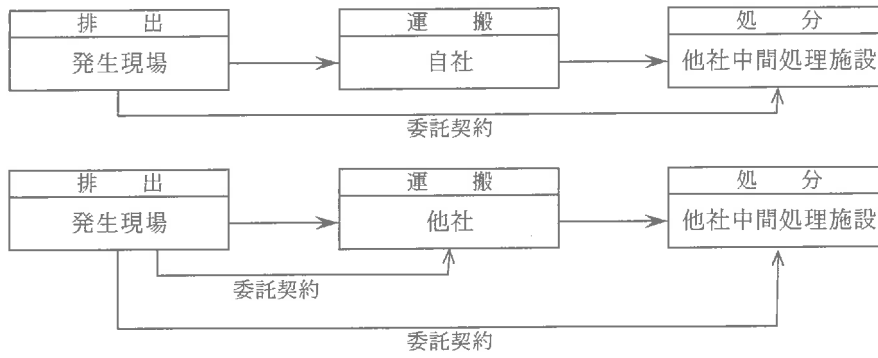 排出 運搬 処分
発生現場 自社 他社中間処理施設
委託契約
排出 運搬 処分
発生現場 他社 他社中間処理施設
委託契約
委託契約